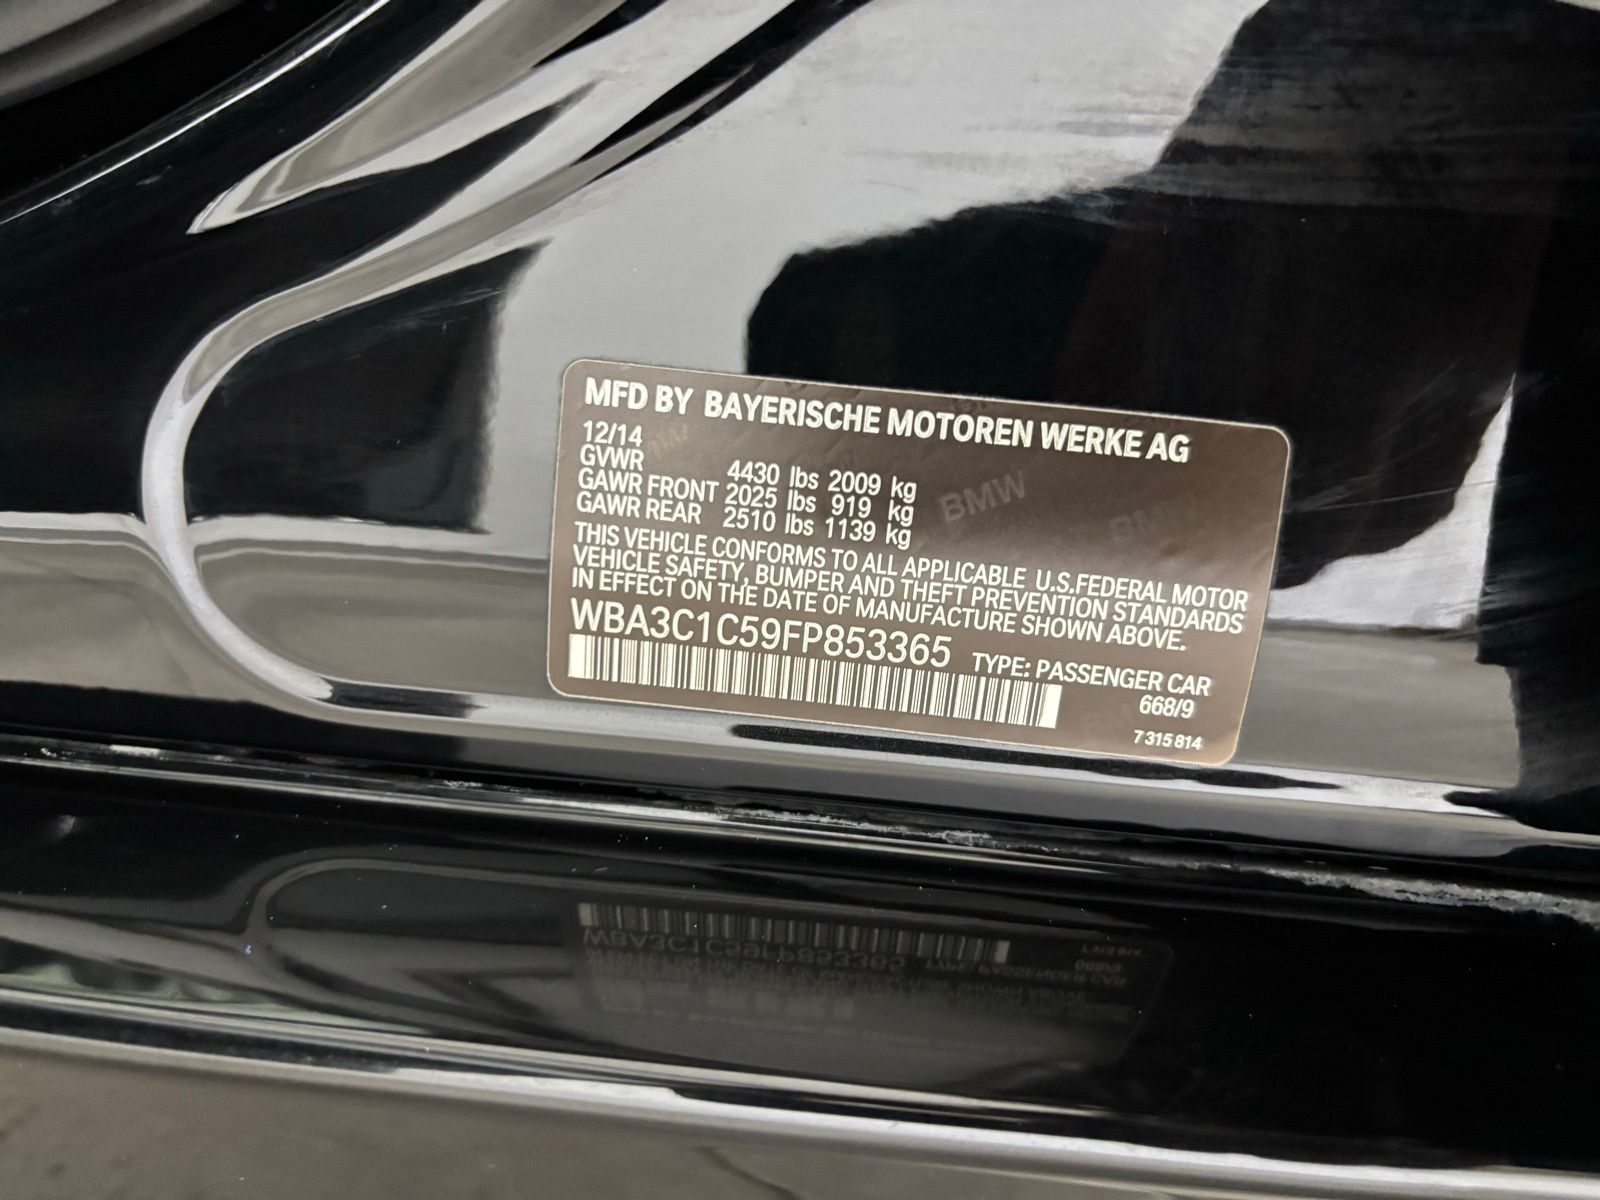 MFD BY BAYERISCHE MOTOREN WERKE AG
12/14
GVWR 4430 lbs 2009 kg
GAWR FRONT 2025 lbs 919 kg
GAWR REAR 2510 lbs 1139 kg
THIS VEHICLE CONFORMS TO ALL APPLICABLE U.S.FEDERAL MOTOR
VEHICLE SAFETY, BUMPER AND THEFT PREVENTION STANDARDS
IN EFFECT ON THE DATE OF MANUFACTURE SHOWN ABOVE.
WBA3C1C59FP853365 TYPE: PASSENGER CAR
668/9
7 315 814
BMW